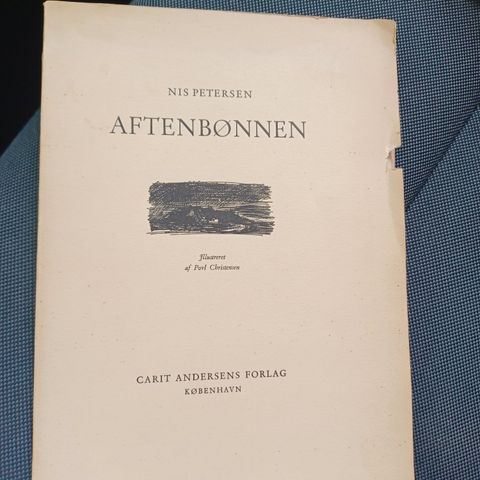 NIS PETERSEN
AFTENBØNNEN
Illustreret
af Povl Christensen
CARIT ANDERSENS FORLAG
KØBENHAVN